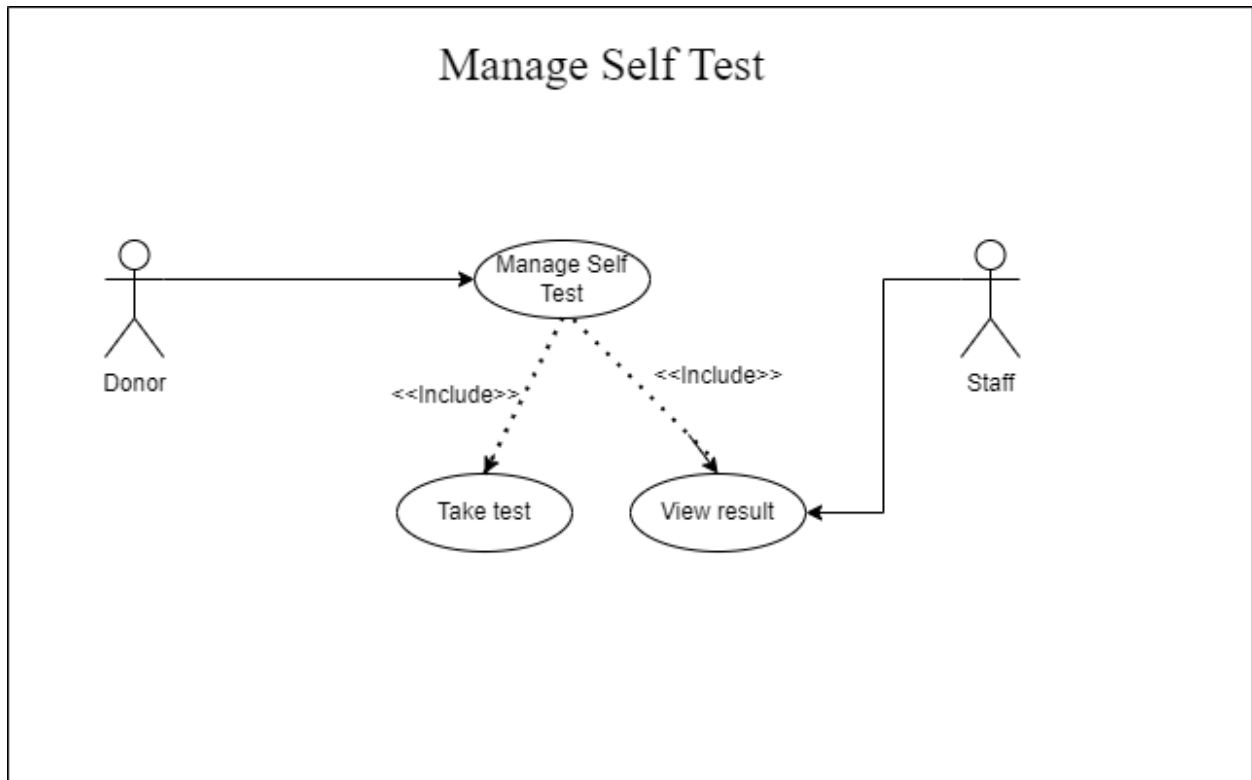 Manage Self Test
Manage Self
Test
<<Include>>
<<Include>>
Donor
Staff
Take test
View result